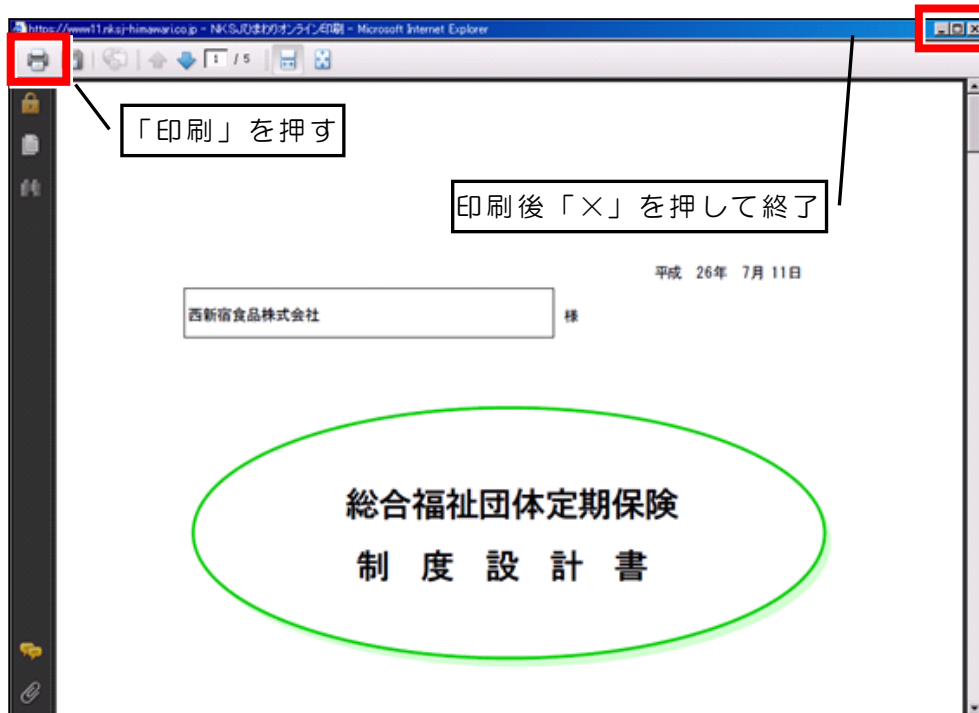 https://www11.nksj-himawari.co.jp - NKSJひまわりオンライン印刷 - Microsoft Internet Explorer
1 / 5
「印刷」を押す
印刷後「×」を押して終了
平成 26年 7月 11日
西新宿食品株式会社 様
総合福祉団体定期保険
制 度 設 計 書